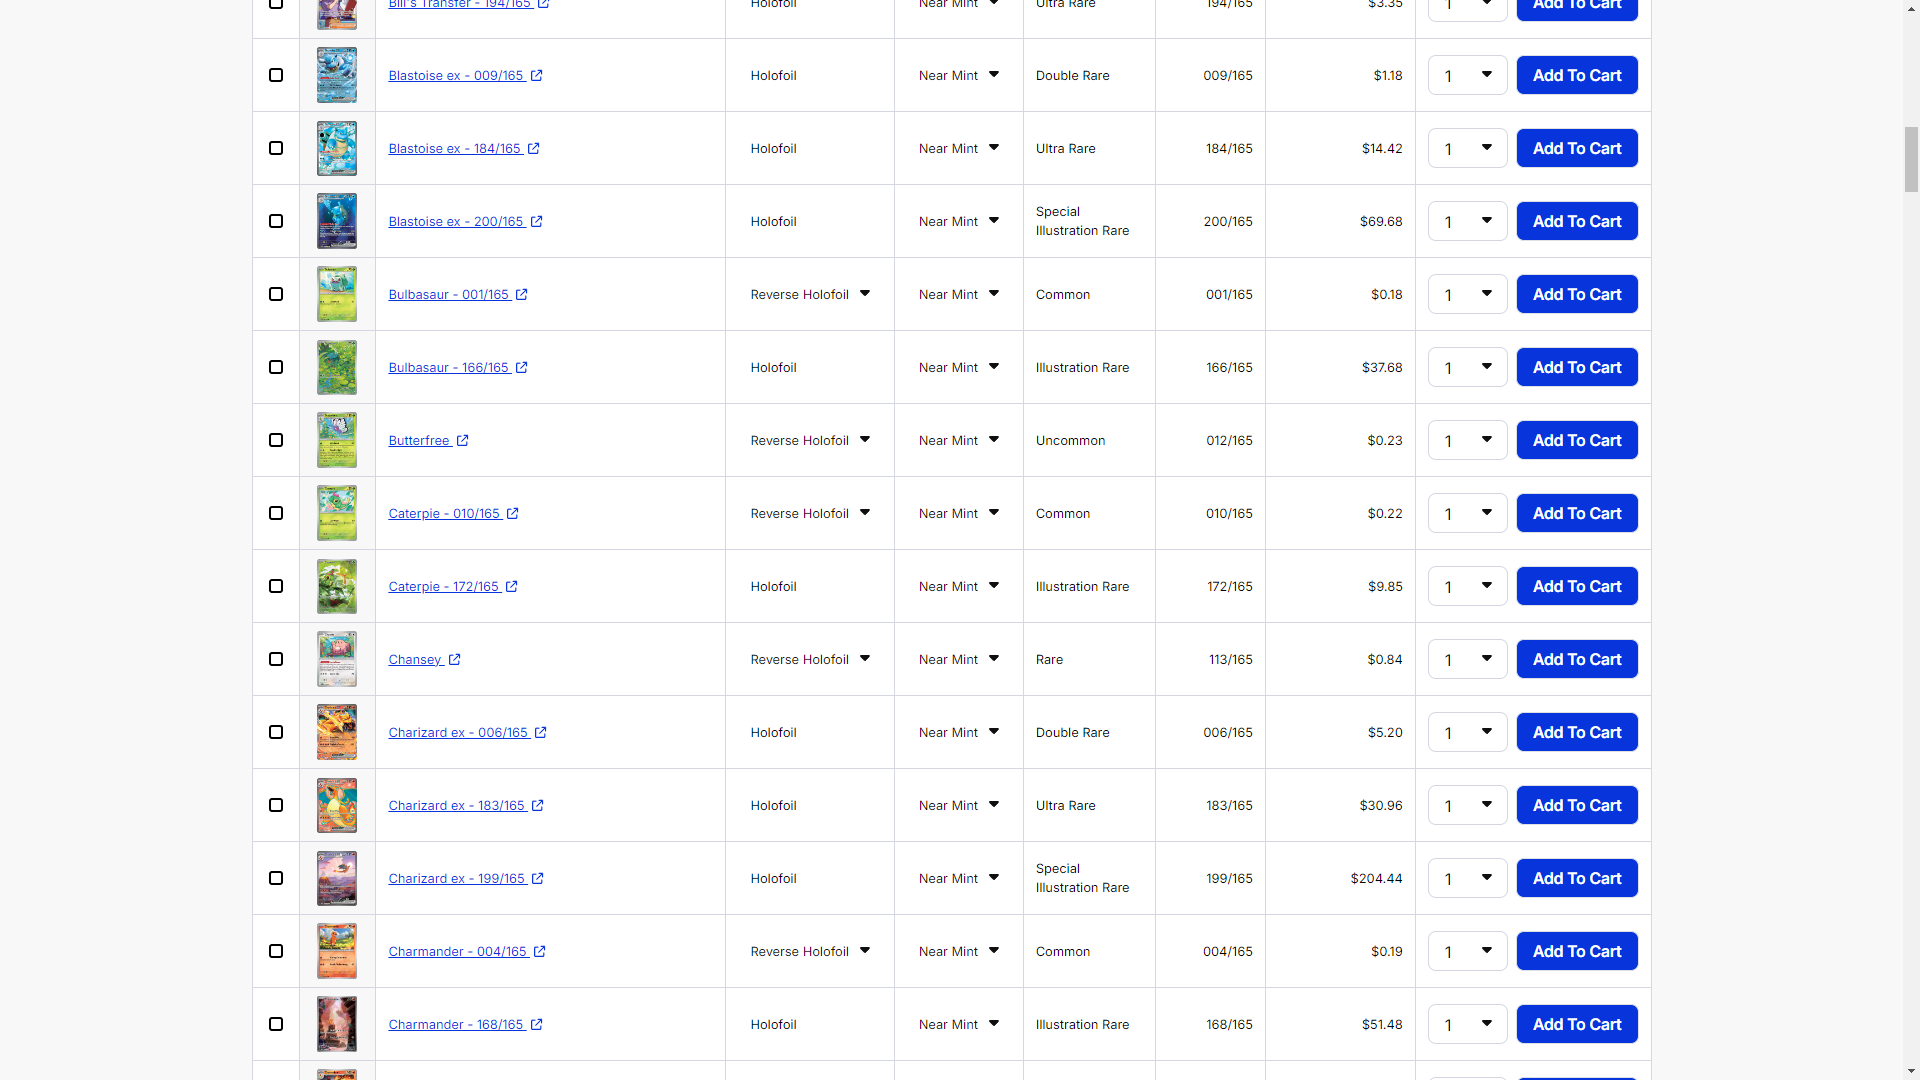 Bill's Transfer - 194/165 Holofoil Near Mint Ultra Rare 194/165 $3.35 1 Add To Cart
Blastoise ex - 009/165 Holofoil Near Mint Double Rare 009/165 $1.18 1 Add To Cart
Blastoise ex - 184/165 Holofoil Near Mint Ultra Rare 184/165 $14.42 1 Add To Cart
Blastoise ex - 200/165 Holofoil Near Mint Special Illustration Rare 200/165 $69.68 1 Add To Cart
Bulbasaur - 001/165 Reverse Holofoil Near Mint Common 001/165 $0.18 1 Add To Cart
Bulbasaur - 166/165 Holofoil Near Mint Illustration Rare 166/165 $37.68 1 Add To Cart
Butterfree Reverse Holofoil Near Mint Uncommon 012/165 $0.23 1 Add To Cart
Caterpie - 010/165 Reverse Holofoil Near Mint Common 010/165 $0.22 1 Add To Cart
Caterpie - 172/165 Holofoil Near Mint Illustration Rare 172/165 $9.85 1 Add To Cart
Chansey Reverse Holofoil Near Mint Rare 113/165 $0.84 1 Add To Cart
Charizard ex - 006/165 Holofoil Near Mint Double Rare 006/165 $5.20 1 Add To Cart
Charizard ex - 183/165 Holofoil Near Mint Ultra Rare 183/165 $30.96 1 Add To Cart
Charizard ex - 199/165 Holofoil Near Mint Special Illustration Rare 199/165 $204.44 1 Add To Cart
Charmander - 004/165 Reverse Holofoil Near Mint Common 004/165 $0.19 1 Add To Cart
Charmander - 168/165 Holofoil Near Mint Illustration Rare 168/165 $51.48 1 Add To Cart